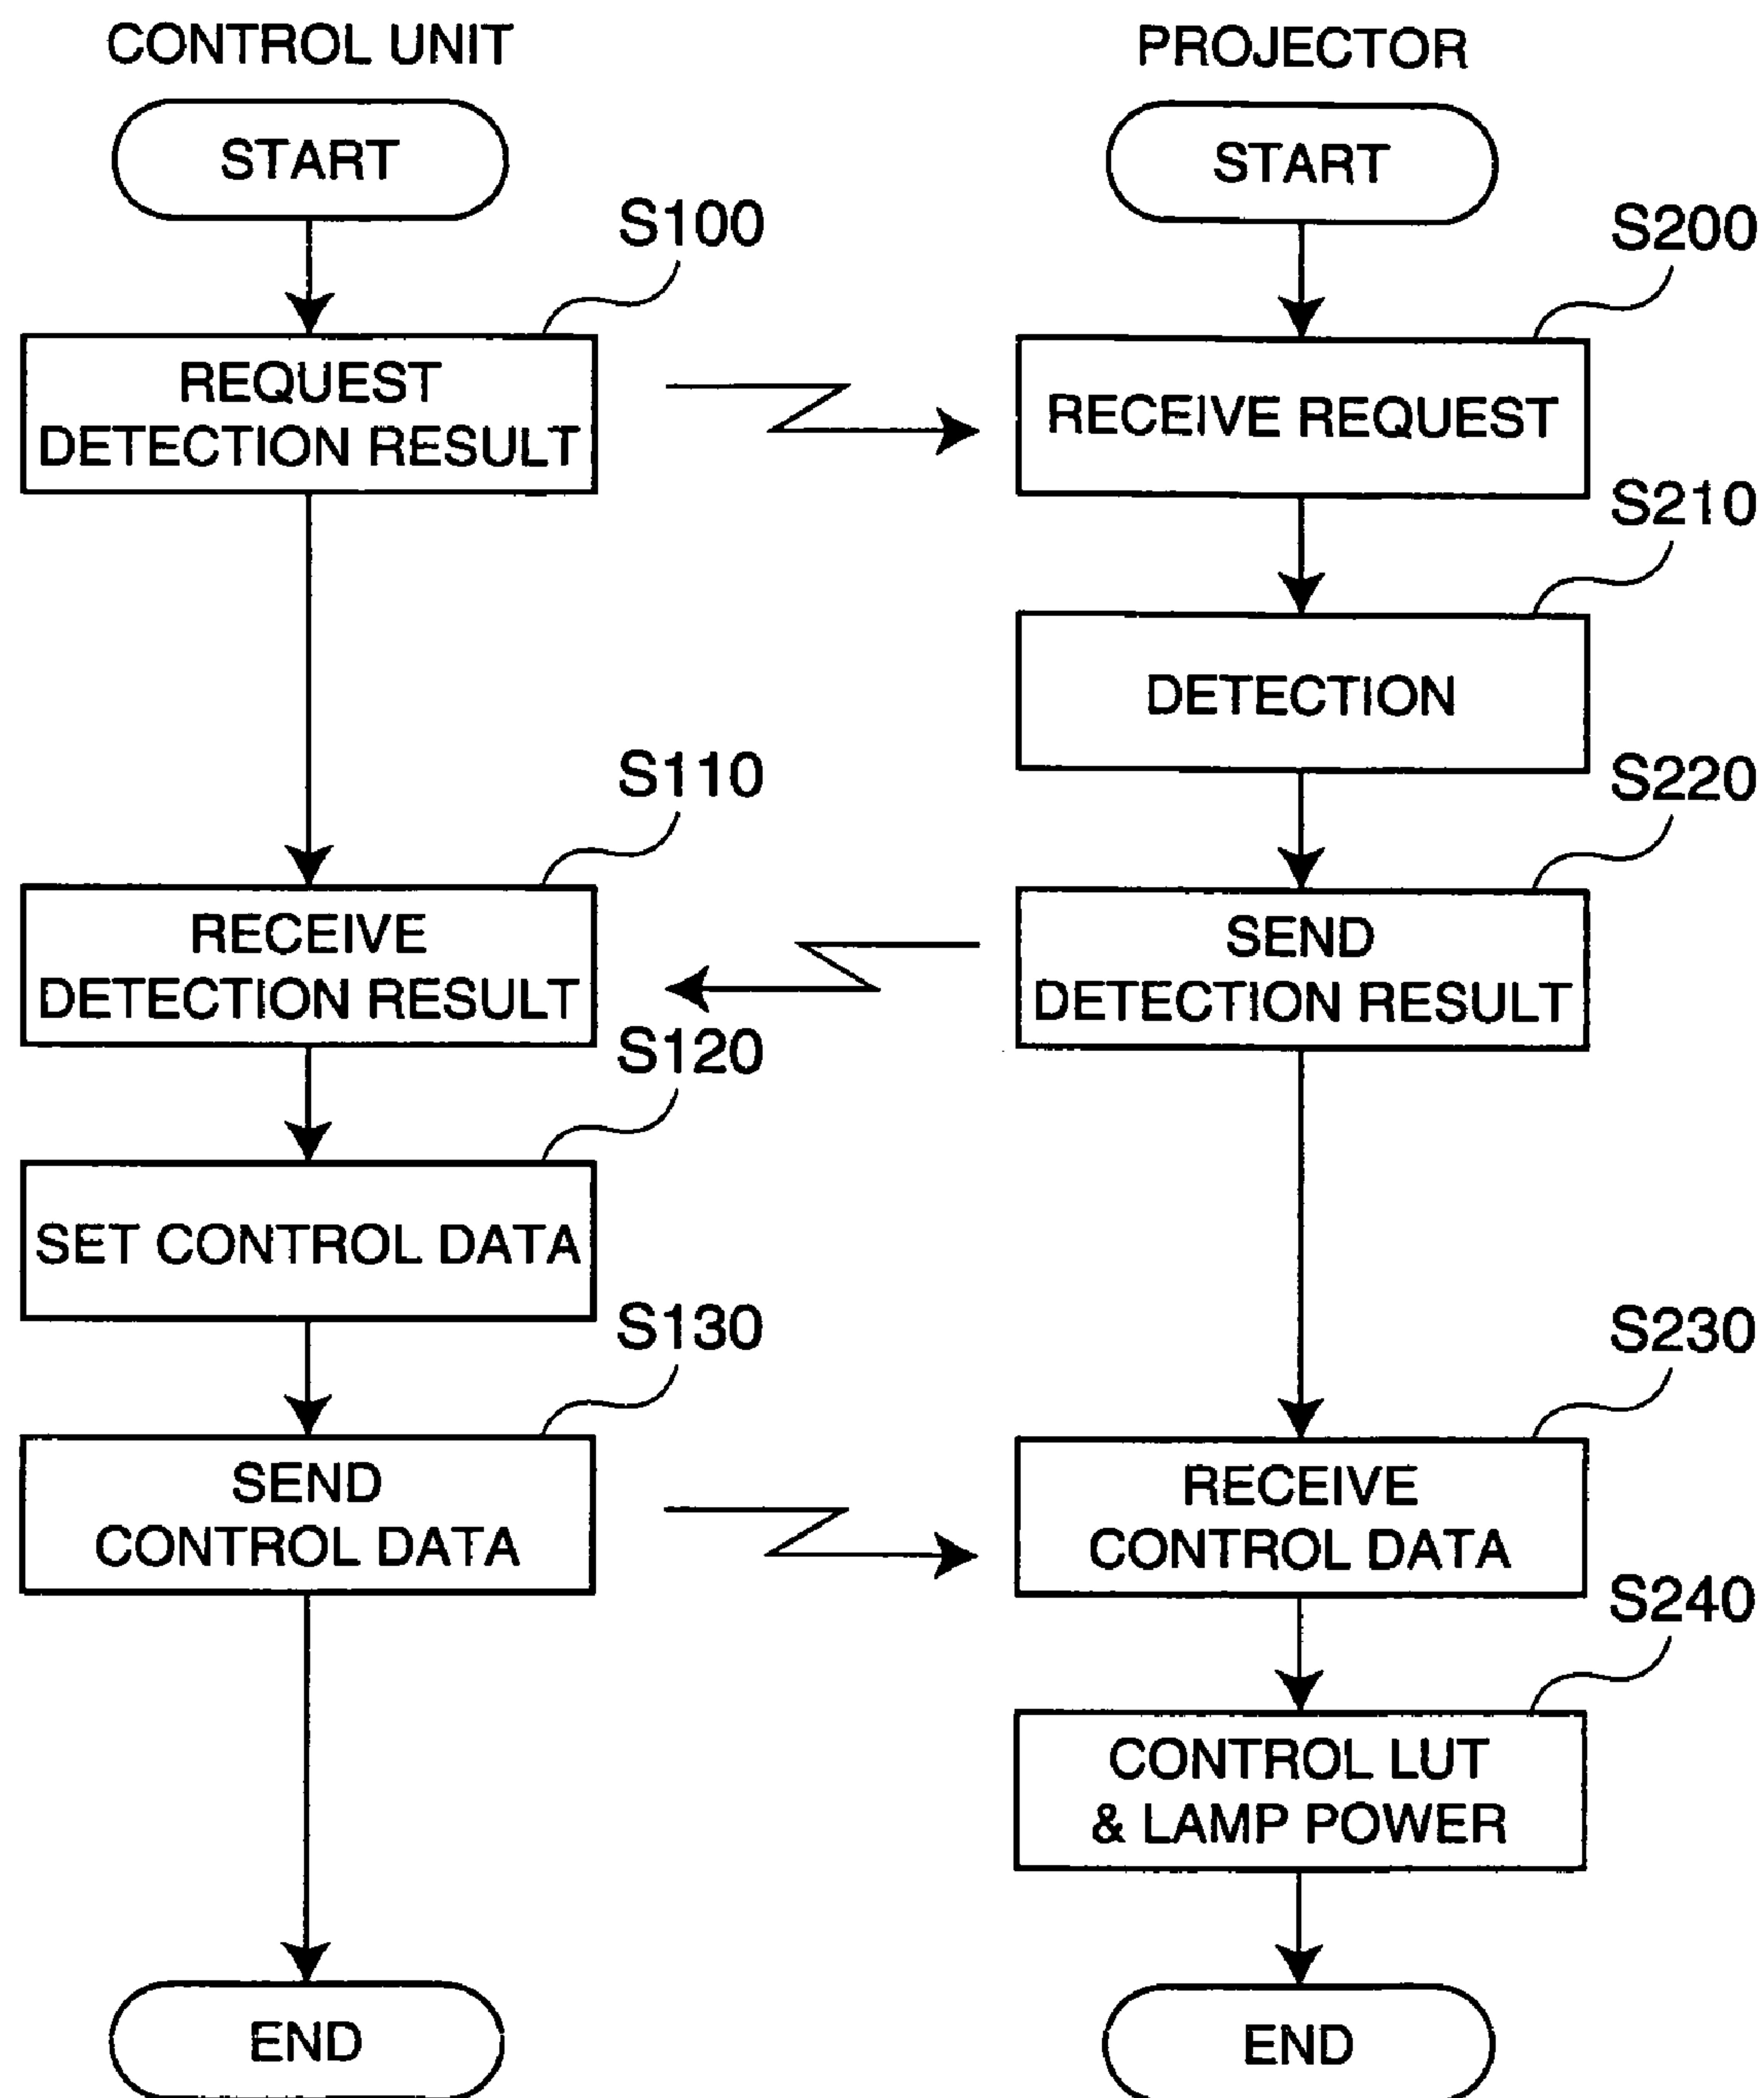 CONTROL UNIT
START
S100
REQUEST
DETECTION RESULT
S110
RECEIVE
DETECTION RESULT
S120
SET CONTROL DATA
S130
SEND
CONTROL DATA
END
PROJECTOR
START
S200
RECEIVE REQUEST
S210
DETECTION
S220
SEND
DETECTION RESULT
S230
RECEIVE
CONTROL DATA
S240
CONTROL LUT
& LAMP POWER
END